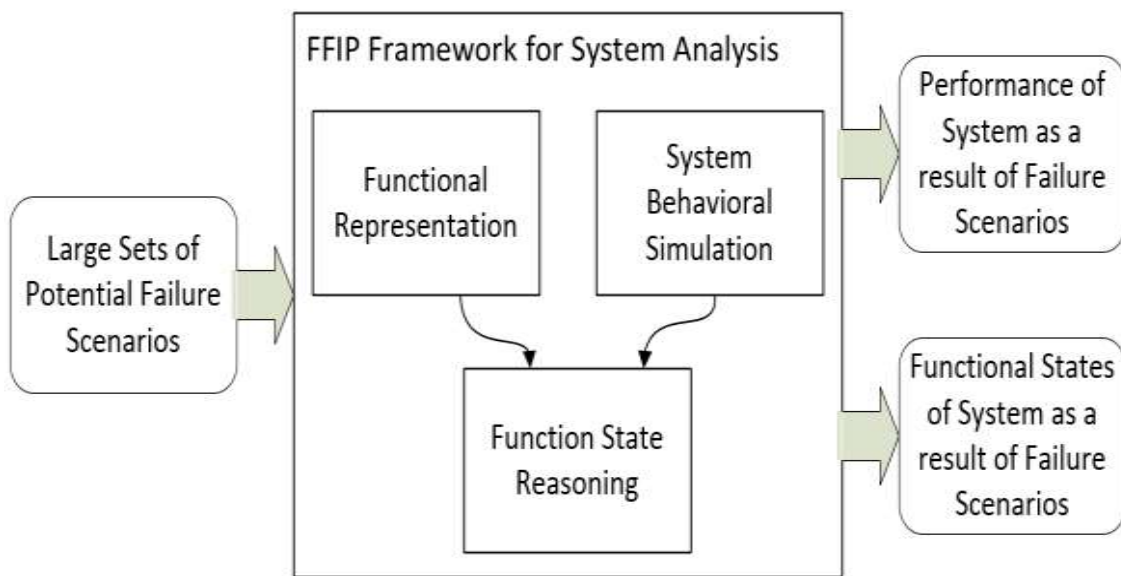 FFIP Framework for System Analysis
Large Sets of
Potential Failure
Scenarios
Functional
Representation
System
Behavioral
Simulation
Function State
Reasoning
Performance of
System as a
result of Failure
Scenarios
Functional States
of System as a
result of Failure
Scenarios